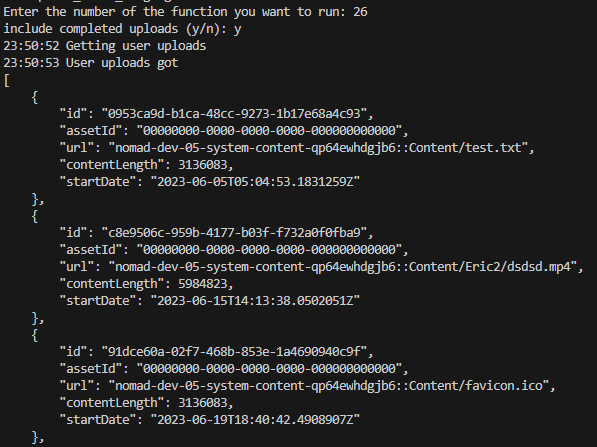 Enter the number of the function you want to run: 26
include completed uploads (y/n): y
23:50:52 Getting user uploads
23:50:53 User uploads got
[
    {
        "id": "0953ca9d-b1ca-48cc-9273-1b17e68a4c93",
        "assetId": "00000000-0000-0000-0000-000000000000",
        "url": "nomad-dev-05-system-content-qp64ewhdgjb6::Content/test.txt",
        "contentLength": 3136083,
        "startDate": "2023-06-05T05:04:53.1831259Z"
    },
    {
        "id": "c8e9506c-959b-4177-b03f-f732a0f0fba9",
        "assetId": "00000000-0000-0000-0000-000000000000",
        "url": "nomad-dev-05-system-content-qp64ewhdgjb6::Content/Eric2/dsdsd.mp4",
        "contentLength": 5984823,
        "startDate": "2023-06-15T14:13:38.0502051Z"
    },
    {
        "id": "91dce60a-02f7-468b-853e-1a4690940c9f",
        "assetId": "00000000-0000-0000-0000-000000000000",
        "url": "nomad-dev-05-system-content-qp64ewhdgjb6::Content/favicon.ico",
        "contentLength": 3136083,
        "startDate": "2023-06-19T18:40:42.4908907Z"
    },